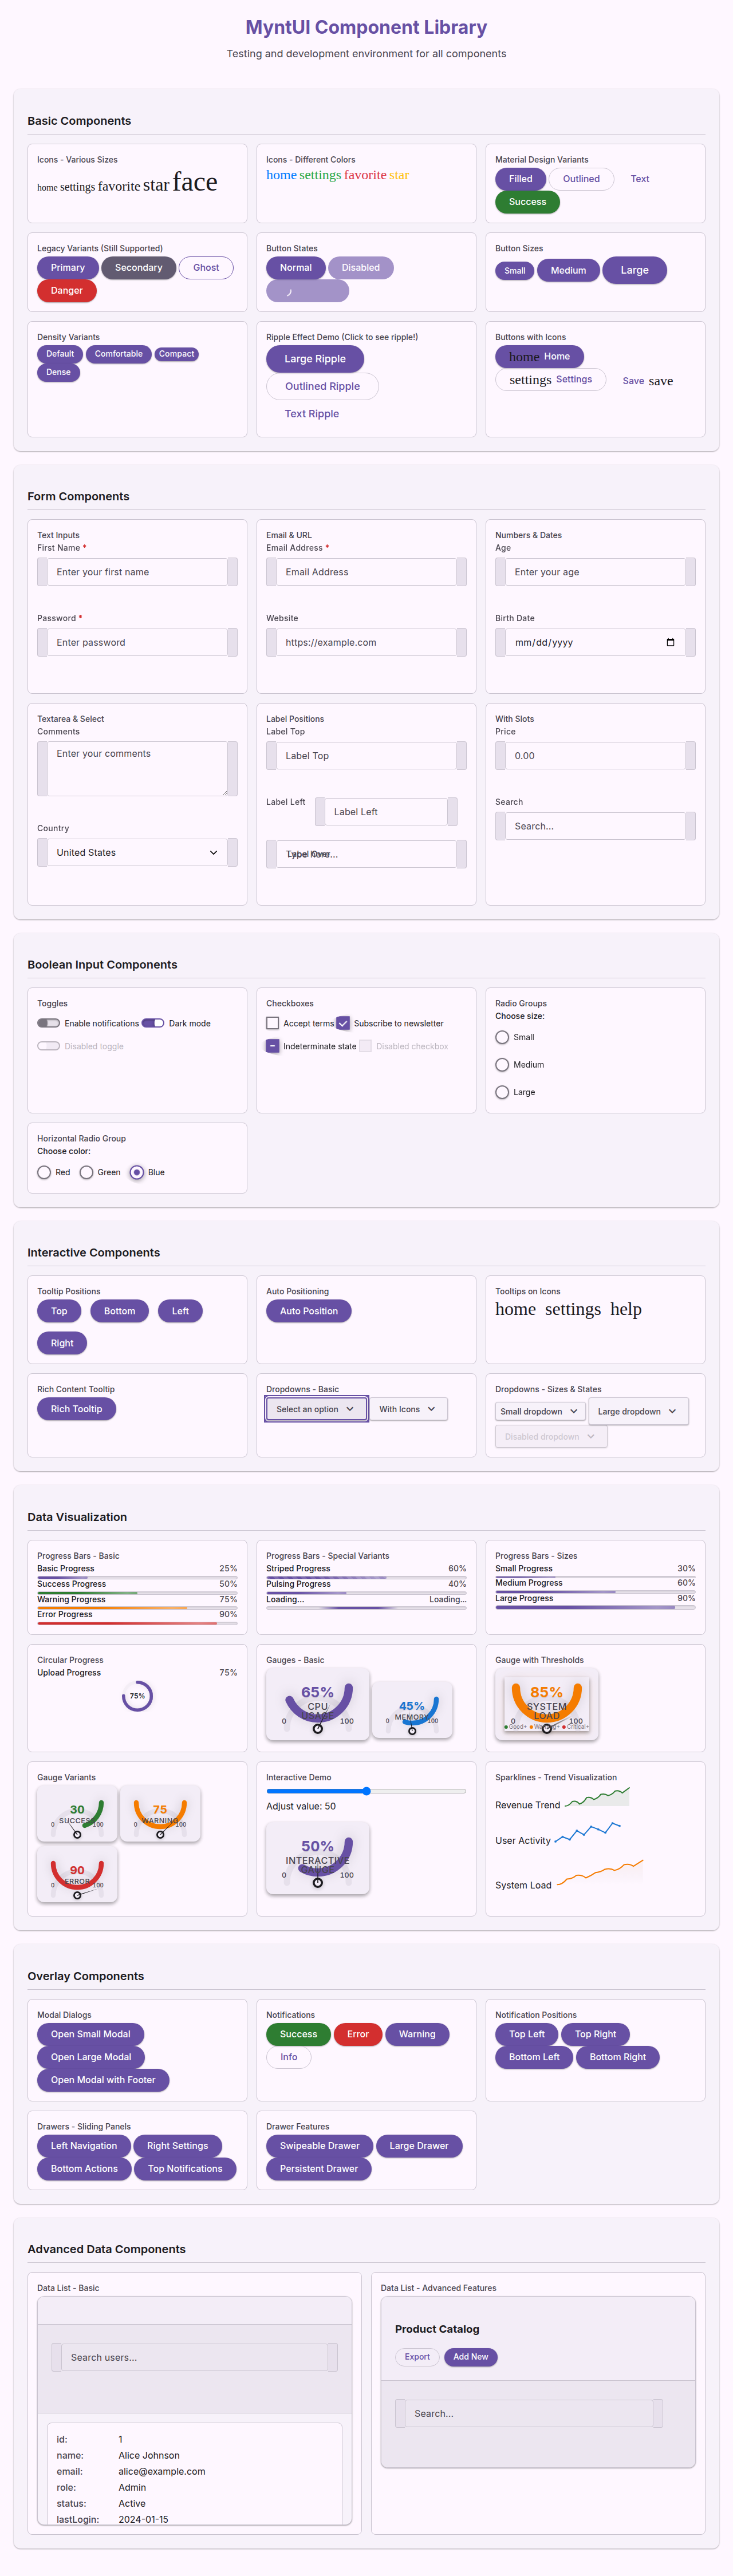 MyntUI Component Library
Testing and development environment for all components
Basic Components
Icons - Various Sizes
home settings favorite star face
Icons - Different Colors
home settings favorite star
Material Design Variants
Filled Outlined Text
Success
Legacy Variants (Still Supported)
Primary Secondary Ghost
Danger
Button States
Normal Disabled
Button Sizes
Small Medium Large
Density Variants
Default Comfortable Compact
Dense
Ripple Effect Demo (Click to see ripple!)
Large Ripple
Outlined Ripple
Text Ripple
Buttons with Icons
home Home
settings Settings Save save
Form Components
Text Inputs
First Name *
Enter your first name
Password *
Enter password
Email & URL
Email Address *
Email Address
Website
https://example.com
Numbers & Dates
Age
Enter your age
Birth Date
mm/dd/yyyy
Textarea & Select
Comments
Enter your comments
Country
United States
Label Positions
Label Top
Label Top
Label Left Label Left
With Slots
Price
0.00
Search
Search...
Boolean Input Components
Toggles
Enable notifications Dark mode
Disabled toggle
Checkboxes
Accept terms Subscribe to newsletter
Indeterminate state Disabled checkbox
Radio Groups
Choose size:
Small
Medium
Large
Horizontal Radio Group
Choose color:
Red Green Blue
Interactive Components
Tooltip Positions
Top Bottom Left
Right
Auto Positioning
Auto Position
Tooltips on Icons
home settings help
Rich Content Tooltip
Rich Tooltip
Dropdowns - Basic
Select an option With Icons
Dropdowns - Sizes & States
Small dropdown Large dropdown
Disabled dropdown
Data Visualization
Progress Bars - Basic
Basic Progress 25%
Success Progress 50%
Warning Progress 75%
Error Progress 90%
Progress Bars - Special Variants
Striped Progress 60%
Pulsing Progress 40%
Loading... Loading...
Progress Bars - Sizes
Small Progress 30%
Medium Progress 60%
Large Progress 90%
Circular Progress
Upload Progress 75%
75%
Gauges - Basic
65%
CPU
USAGE
0 100
45%
MEMORY
0 100
Gauge with Thresholds
85%
SYSTEM
LOAD
0 100
Gauge Variants
30
SUCCESS
0 100
75
WARNING
0 100
90
ERROR
0 100
Interactive Demo
Adjust value: 50
50%
INTERACTIVE
GAUGE
0 100
Sparklines - Trend Visualization
Revenue Trend
User Activity
System Load
Overlay Components
Modal Dialogs
Open Small Modal
Open Large Modal
Open Modal with Footer
Notifications
Success Error Warning
Info
Notification Positions
Top Left Top Right
Bottom Left Bottom Right
Drawers - Sliding Panels
Left Navigation Right Settings
Bottom Actions Top Notifications
Drawer Features
Swipeable Drawer Large Drawer
Persistent Drawer
Advanced Data Components
Data List - Basic
Search users...
id: 1
name: Alice Johnson
email: alice@example.com
role: Admin
status: Active
lastLogin: 2024-01-15
Data List - Advanced Features
Product Catalog
Export Add New
Search...